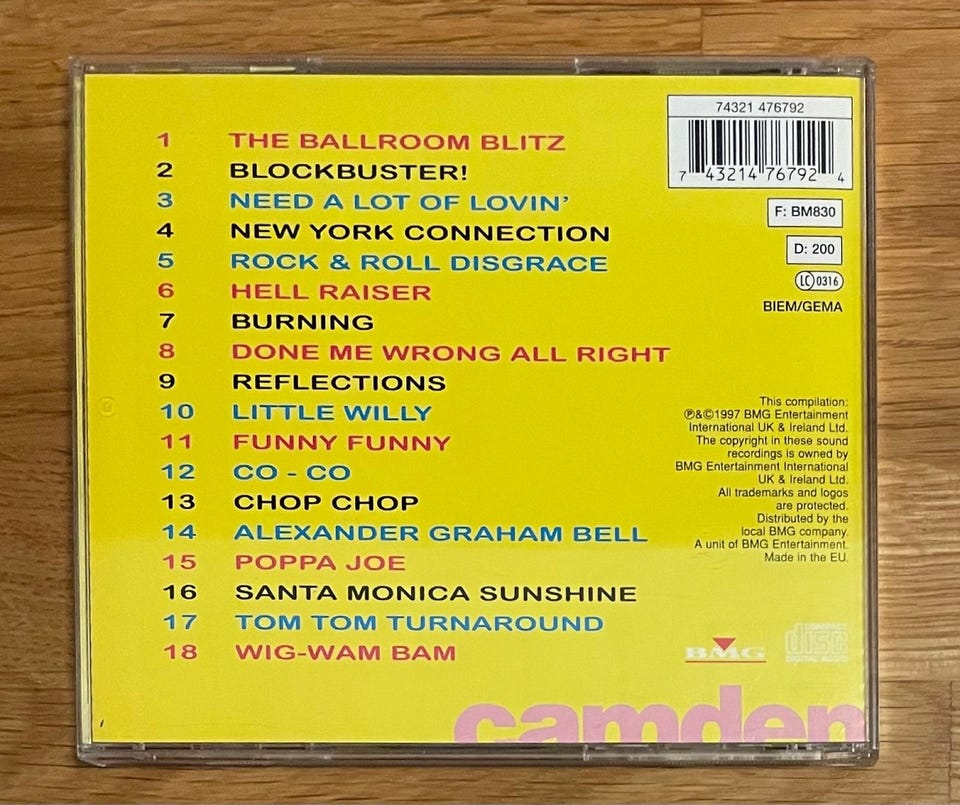 1 THE BALLROOM BLITZ
2 BLOCKBUSTER!
3 NEED A LOT OF LOVIN'
4 NEW YORK CONNECTION
5 ROCK & ROLL DISGRACE
6 HELL RAISER
7 BURNING
8 DONE ME WRONG ALL RIGHT
9 REFLECTIONS
10 LITTLE WILLY
11 FUNNY FUNNY
12 CO - CO
13 CHOP CHOP
14 ALEXANDER GRAHAM BELL
15 POPPA JOE
16 SANTA MONICA SUNSHINE
17 TOM TOM TURNAROUND
18 WIG-WAM BAM
74321 476792
7 43214 76792 4
F: BM830
D: 200
LC 0316
BIEM/GEMA
This compilation:
℗&©1997 BMG Entertainment
International UK & Ireland Ltd.
The copyright in these sound
recordings is owned by
BMG Entertainment International
UK & Ireland Ltd.
All trademarks and logos
are protected.
Distributed by the
local BMG company.
A unit of BMG Entertainment.
Made in the EU.
BMG
COMPACT
disc
DIGITAL AUDIO
camden